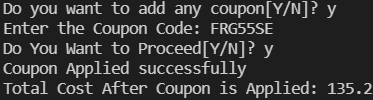 Do you want to add any coupon[Y/N]? y
Enter the Coupon Code: FRG55SE
Do You Want to Proceed[Y/N]? y
Coupon Applied successfully
Total Cost After Coupon is Applied: 135.2